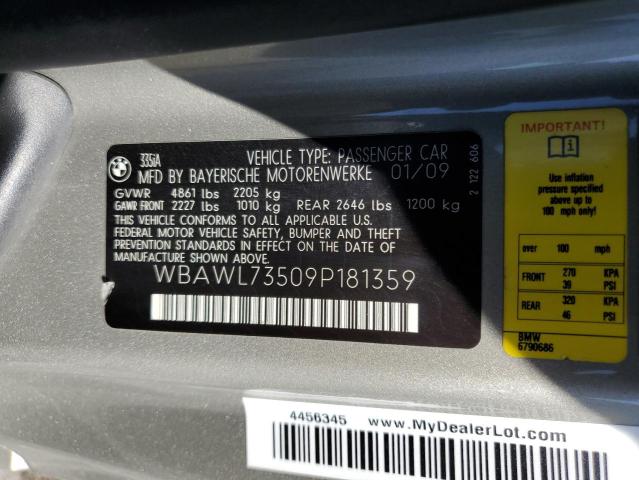 BMW
335iA
VEHICLE TYPE: PASSENGER CAR
MFD BY BAYERISCHE MOTORENWERKE 01/09
GVWR 4861 lbs 2205 kg
GAWR FRONT 2227 lbs 1010 kg REAR 2646 lbs 1200 kg
THIS VEHICLE CONFORMS TO ALL APPLICABLE U.S.
FEDERAL MOTOR VEHICLE SAFETY, BUMPER AND THEFT
PREVENTION STANDARDS IN EFFECT ON THE DATE OF
MANUFACTURE SHOWN ABOVE.
WBAWL73509P181359
2 122 606
IMPORTANT!
Use inflation
pressure specified
above up to
100 mph only!
over 100 mph
FRONT 270 KPA
39 PSI
REAR 320 KPA
46 PSI
BMW
6790686
4456345 www.MyDealerLot.com